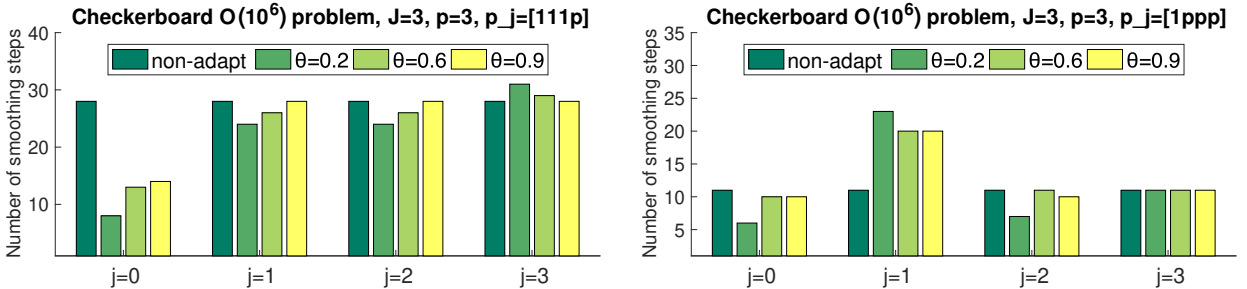 Checkerboard O(10⁶) problem, J=3, p=3, p_j=[111p]
Number of smoothing steps
40
30
20
10
non-adapt θ=0.2 θ=0.6 θ=0.9
j=0 j=1 j=2 j=3
Checkerboard O(10⁶) problem, J=3, p=3, p_j=[1ppp]
Number of smoothing steps
35
30
25
20
15
10
5
non-adapt θ=0.2 θ=0.6 θ=0.9
j=0 j=1 j=2 j=3